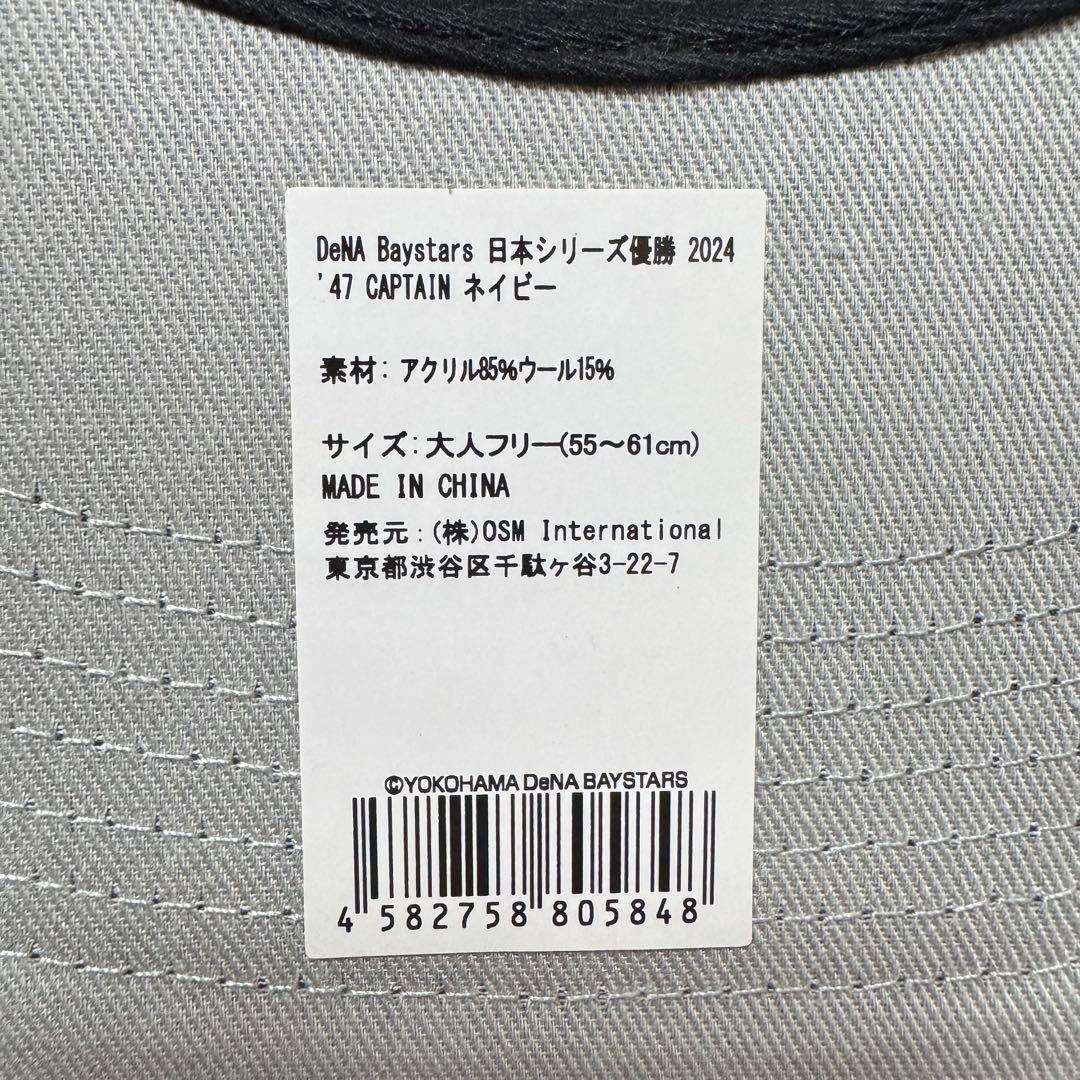 DeNA Baystars 日本シリーズ優勝 2024
'47 CAPTAIN ネイビー
素材: アクリル85%ウール15%
サイズ: 大人フリー(55〜61cm)
MADE IN CHINA
発売元:(株)OSM International
東京都渋谷区千駄ヶ谷3-22-7
©YOKOHAMA DeNA BAYSTARS
4 582758 805848